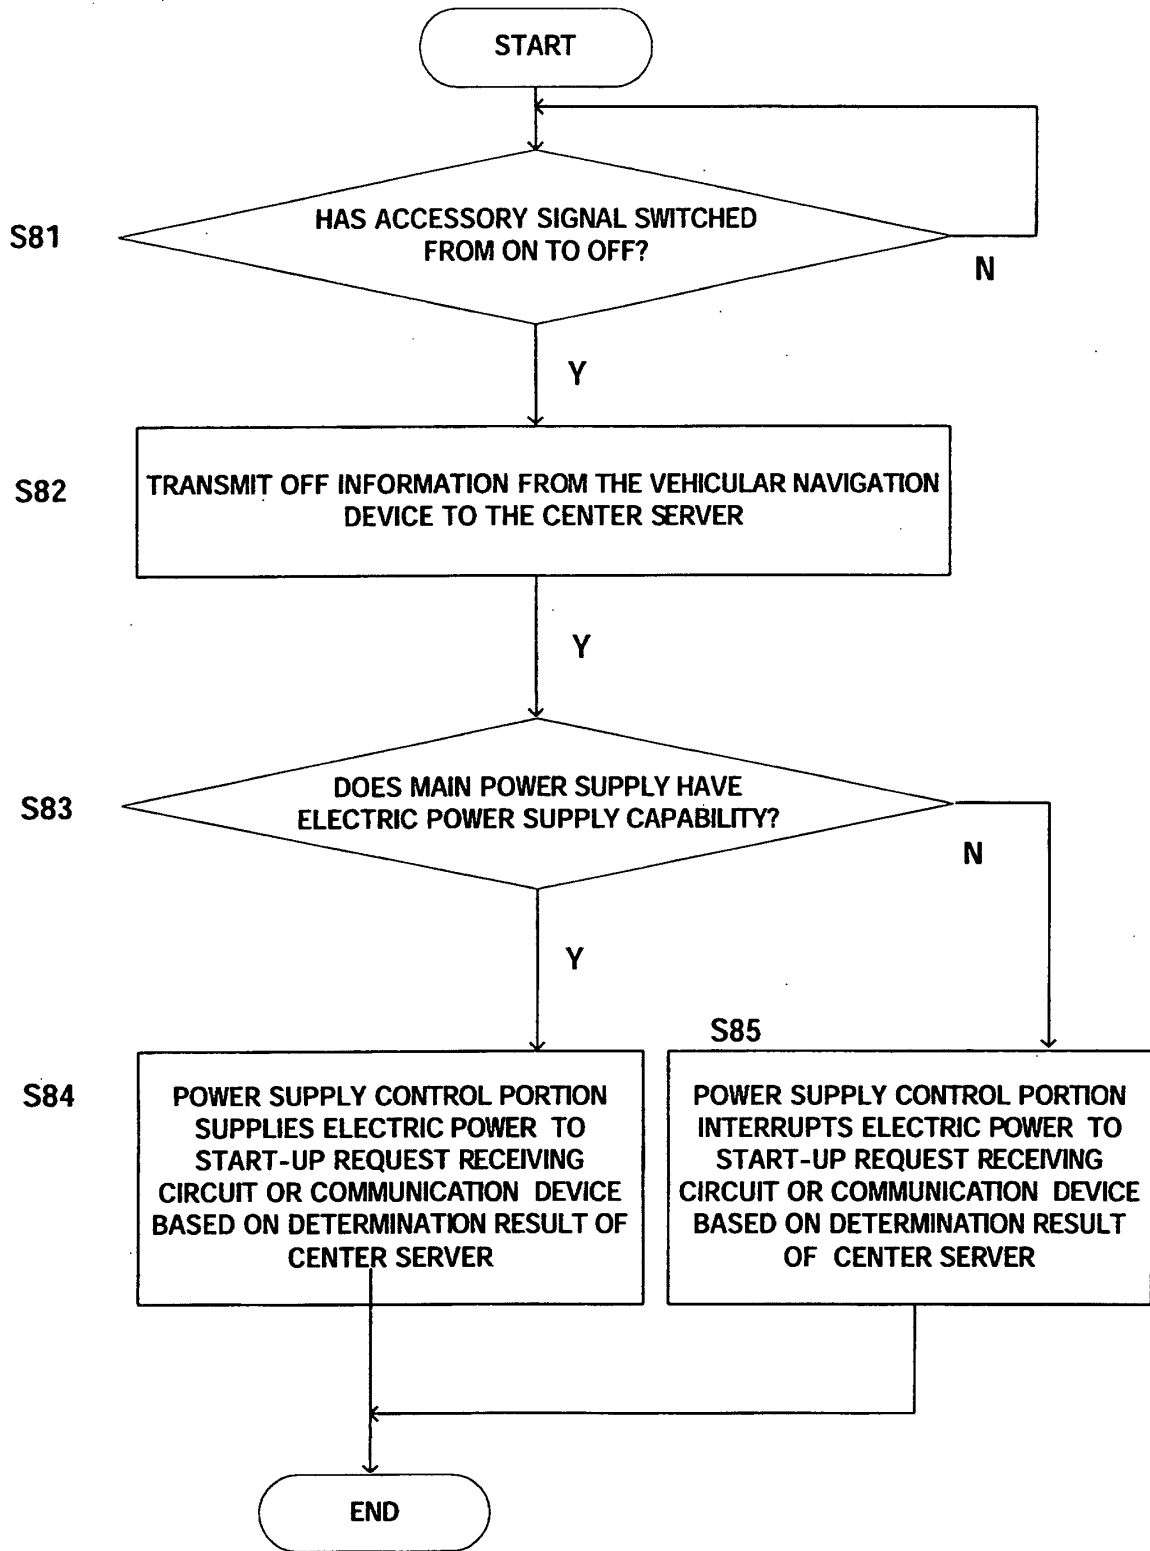 START
S81
HAS ACCESSORY SIGNAL SWITCHED
FROM ON TO OFF?
N
Y
S82
TRANSMIT OFF INFORMATION FROM THE VEHICULAR NAVIGATION
DEVICE TO THE CENTER SERVER
Y
S83
DOES MAIN POWER SUPPLY HAVE
ELECTRIC POWER SUPPLY CAPABILITY?
N
Y
S84
POWER SUPPLY CONTROL PORTION
SUPPLIES ELECTRIC POWER TO
START-UP REQUEST RECEIVING
CIRCUIT OR COMMUNICATION DEVICE
BASED ON DETERMINATION RESULT OF
CENTER SERVER
S85
POWER SUPPLY CONTROL PORTION
INTERRUPTS ELECTRIC POWER TO
START-UP REQUEST RECEIVING
CIRCUIT OR COMMUNICATION DEVICE
BASED ON DETERMINATION RESULT
OF CENTER SERVER
END